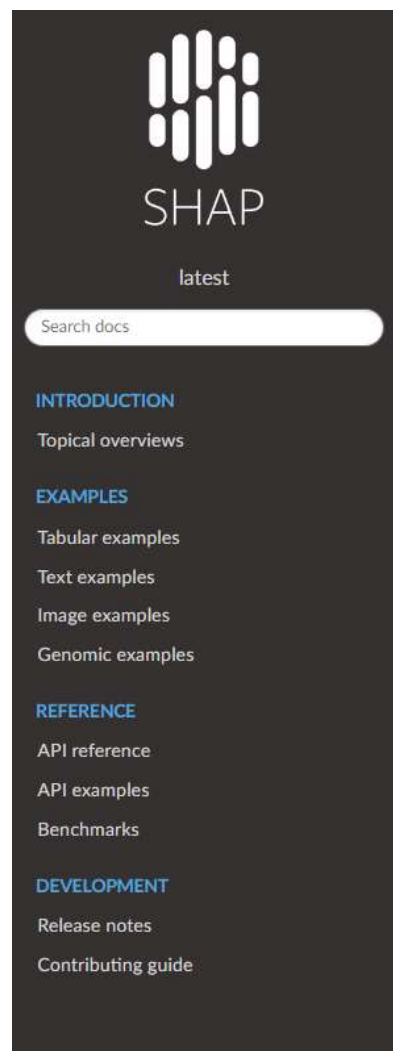 SHAP
latest
Search docs
INTRODUCTION
Topical overviews
EXAMPLES
Tabular examples
Text examples
Image examples
Genomic examples
REFERENCE
API reference
API examples
Benchmarks
DEVELOPMENT
Release notes
Contributing guide